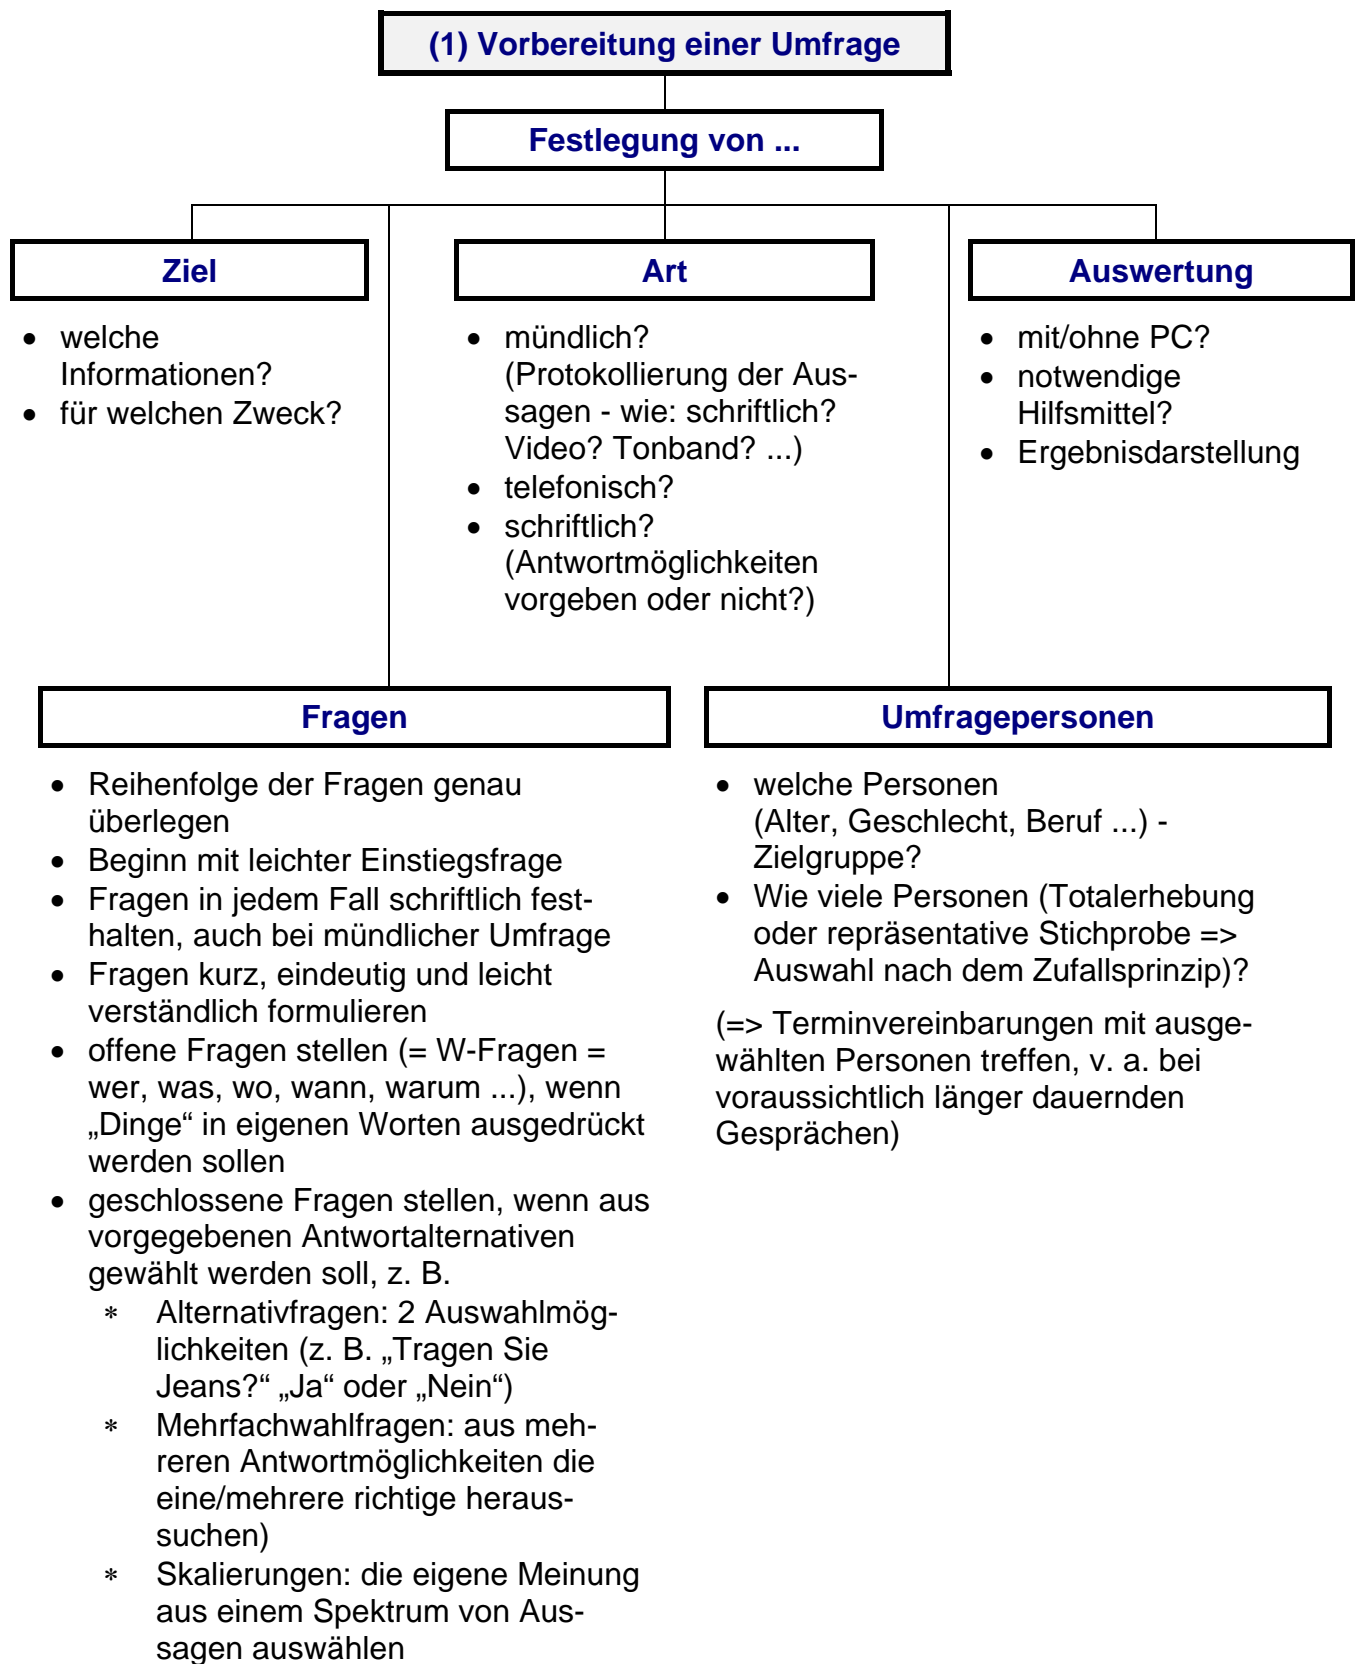 (1) Vorbereitung einer Umfrage
Festlegung von ...
Ziel
• welche
Informationen?
• für welchen Zweck?
Art
• mündlich?
(Protokollierung der Aus-
sagen - wie: schriftlich?
Video? Tonband? ...)
• telefonisch?
• schriftlich?
(Antwortmöglichkeiten
vorgeben oder nicht?)
Auswertung
• mit/ohne PC?
• notwendige
Hilfsmittel?
• Ergebnisdarstellung
Fragen
• Reihenfolge der Fragen genau
überlegen
• Beginn mit leichter Einstiegsfrage
• Fragen in jedem Fall schriftlich fest-
halten, auch bei mündlicher Umfrage
• Fragen kurz, eindeutig und leicht
verständlich formulieren
• offene Fragen stellen (= W-Fragen =
wer, was, wo, wann, warum ...), wenn
„Dinge“ in eigenen Worten ausgedrückt
werden sollen
• geschlossene Fragen stellen, wenn aus
vorgegebenen Antwortalternativen
gewählt werden soll, z. B.
* Alternativfragen: 2 Auswahlmög-
lichkeiten (z. B. „Tragen Sie
Jeans?“ „Ja“ oder „Nein“)
* Mehrfachwahlfragen: aus meh-
reren Antwortmöglichkeiten die
eine/mehrere richtige heraus-
suchen)
* Skalierungen: die eigene Meinung
aus einem Spektrum von Aus-
sagen auswählen
Umfragepersonen
• welche Personen
(Alter, Geschlecht, Beruf ...) -
Zielgruppe?
• Wie viele Personen (Totalerhebung
oder repräsentative Stichprobe =>
Auswahl nach dem Zufallsprinzip)?
(=> Terminvereinbarungen mit ausge-
wählten Personen treffen, v. a. bei
voraussichtlich länger dauernden
Gesprächen)